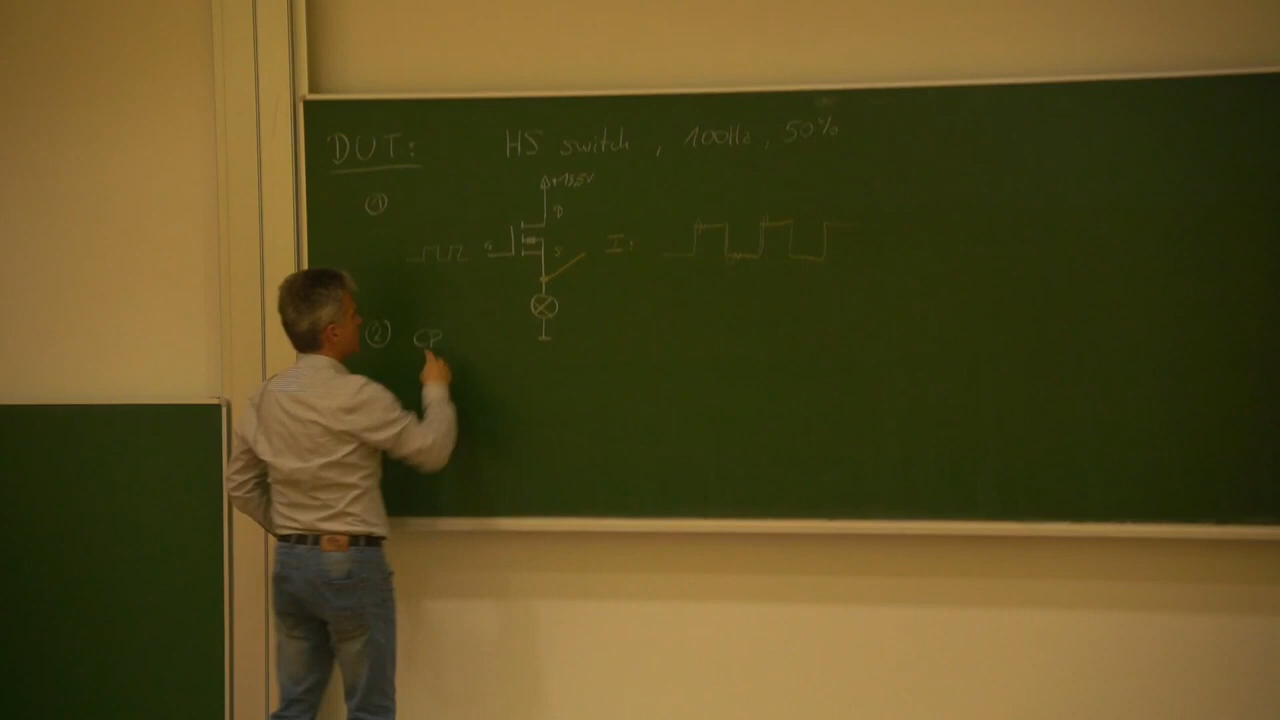 DUT: HS switch, 100Hz, 50%
①
+13,5V
D
G
S
I:
② CP